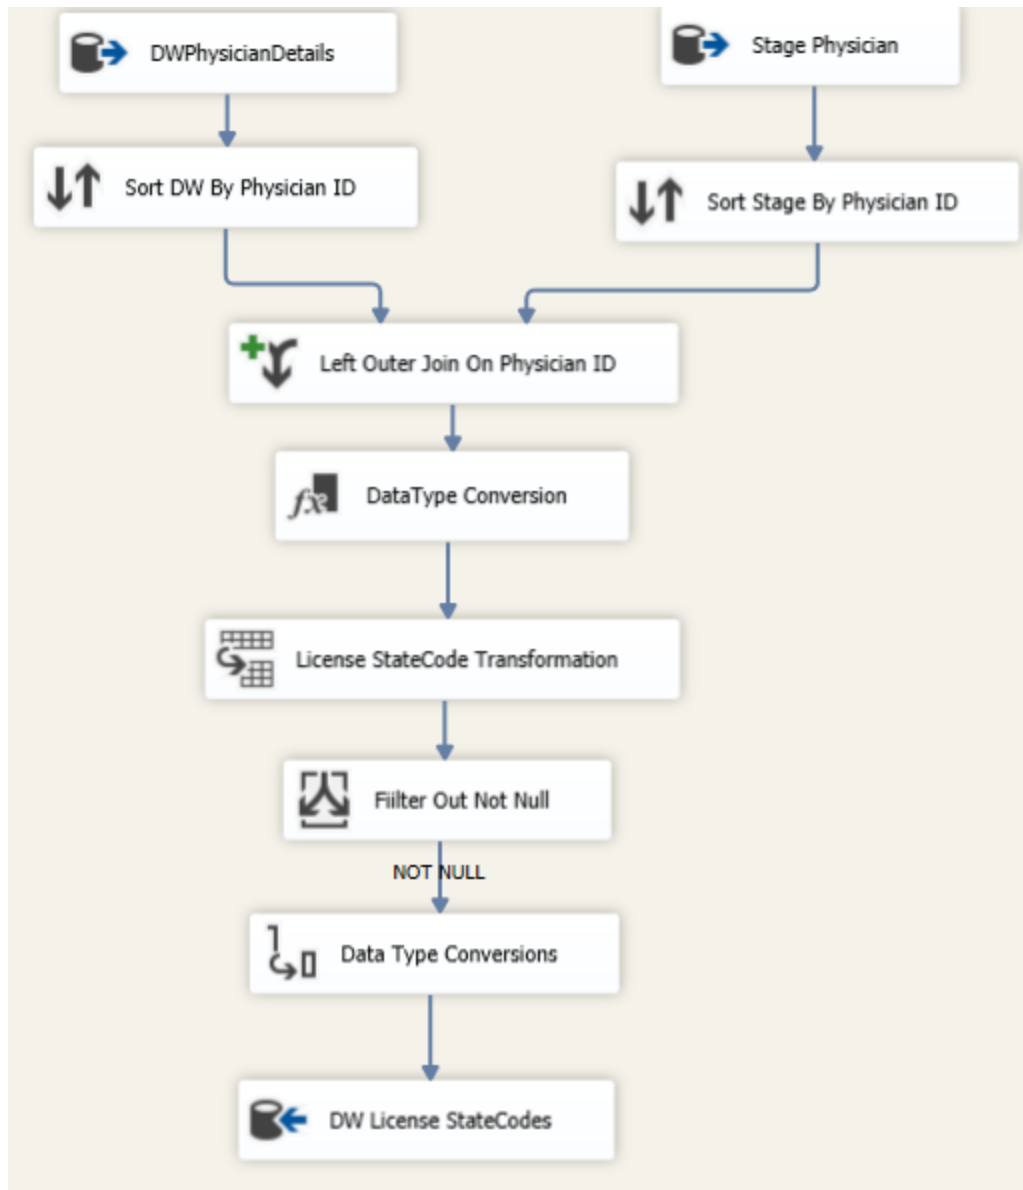 DWPhysicianDetails
Stage Physician
Sort DW By Physician ID
Sort Stage By Physician ID
Left Outer Join On Physician ID
DataType Conversion
License StateCode Transformation
Fiilter Out Not Null
NOT NULL
Data Type Conversions
DW License StateCodes